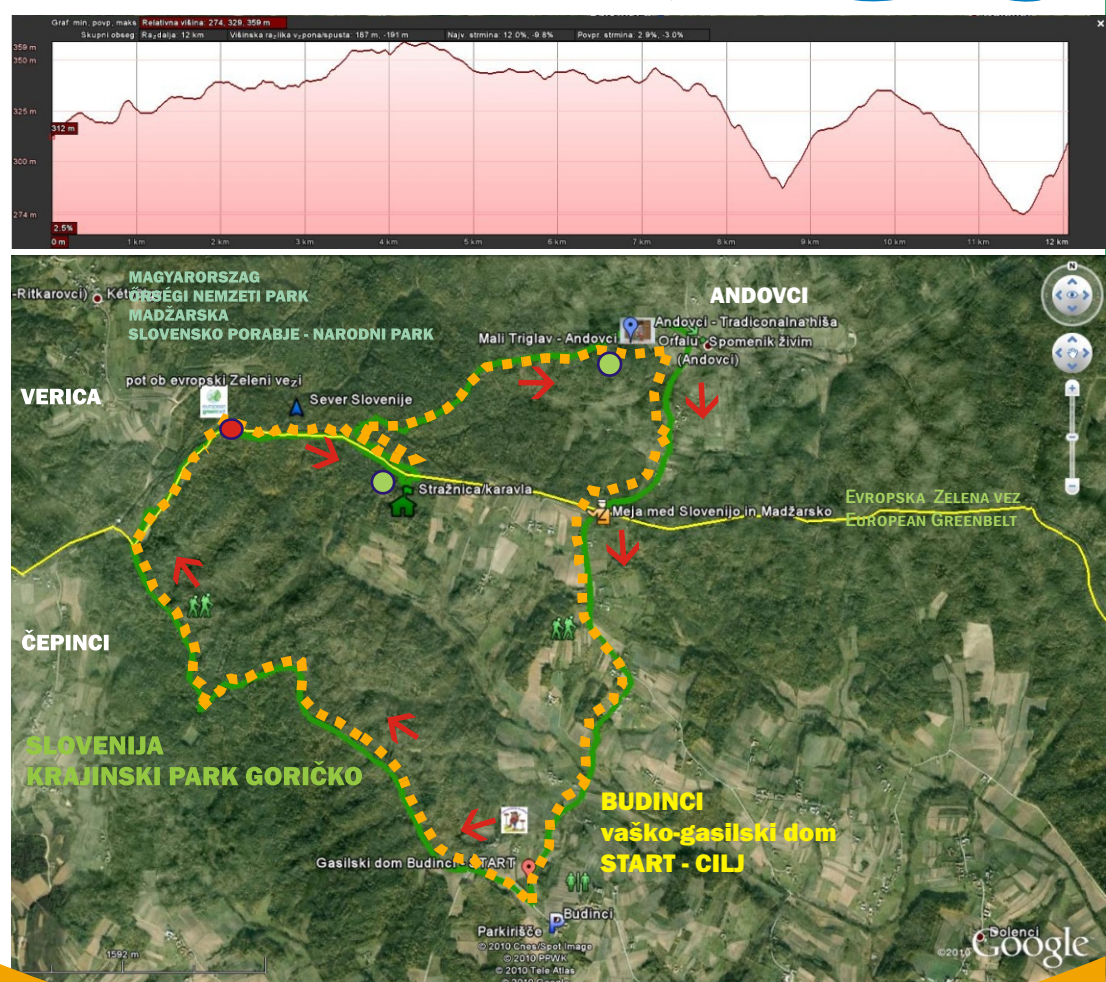 Graf min, povp, maks Relativna višina: 274, 329, 359 m
Skupni obseg: Razdalja: 12 km Višinska razlika vzpona/spusta: 187 m, -191 m Najv. strmina: 12.0%, -9.8% Povpr. strmina: 2.9%, -3.0%
359 m
350 m
325 m
312 m
300 m
274 m
2.5%
0 m 1 km 2 km 3 km 4 km 5 km 6 km 7 km 8 km 9 km 10 km 11 km 12 km
MAGYARORSZAG
ŐRSÉGI NEMZETI PARK
MADŽARSKA
SLOVENSKO PORABJE - NARODNI PARK
-Ritkarovci)
N
ANDOVCI
Andovci - Tradiconalna hiša
Mali Triglav - Andovci
Orfalu
Spomenik živim
(Andovci)
pot ob evropski Zeleni vezi
VERICA
Sever Slovenije
Stražnica/karavla
Meja med Slovenijo in Madžarsko
EVROPSKA ZELENA VEZ
EUROPEAN GREENBELT
ČEPINCI
SLOVENIJA
KRAJINSKI PARK GORIČKO
BUDINCI
vaško-gasilski dom
START - CILJ
Gasilski dom Budinci - START
Budinci
P
Parkirišče
Dolenci
© 2010 Cnes/Spot Image
© 2010 PPWK
© 2010 Tele Atlas
© 2010 Google
©2010 Google
1592 m